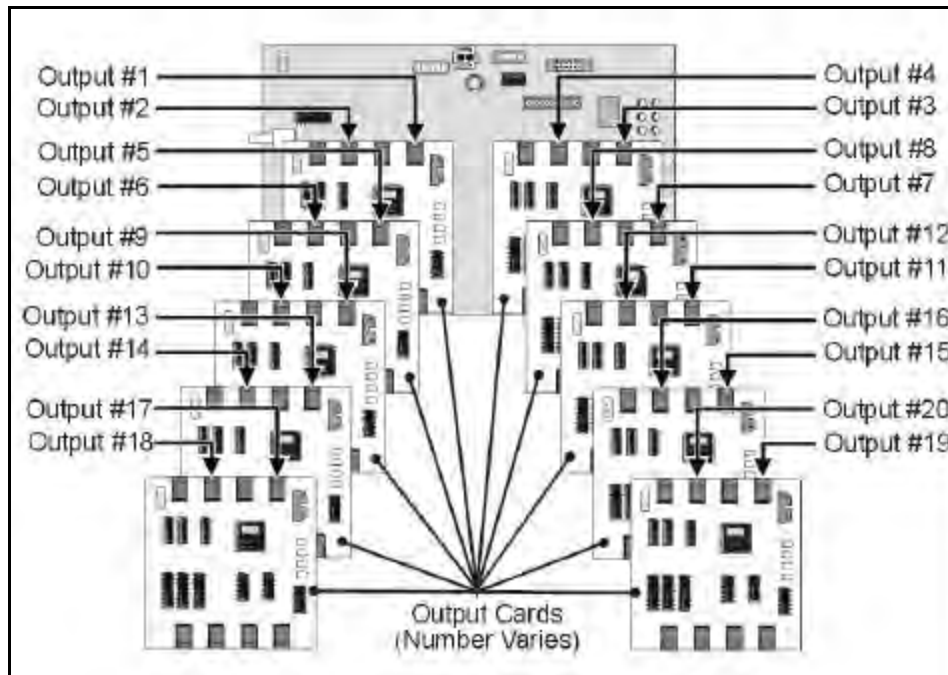 Output #1
Output #2
Output #5
Output #6
Output #9
Output #10
Output #13
Output #14
Output #17
Output #18
Output #4
Output #3
Output #8
Output #7
Output #12
Output #11
Output #16
Output #15
Output #20
Output #19
Output Cards
(Number Varies)